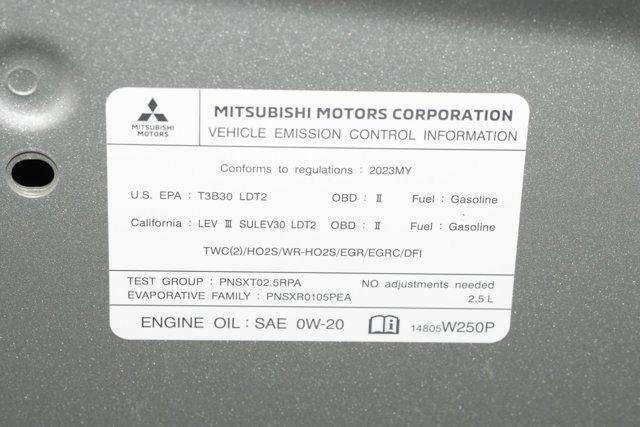 MITSUBISHI MOTORS
MITSUBISHI MOTORS CORPORATION
VEHICLE EMISSION CONTROL INFORMATION
Conforms to regulations : 2023MY
U.S. EPA : T3B30 LDT2 OBD : Ⅱ Fuel : Gasoline
California : LEV Ⅲ SULEV30 LDT2 OBD : Ⅱ Fuel : Gasoline
TWC(2)/HO2S/WR-HO2S/EGR/EGRC/DFI
TEST GROUP : PNSXT02.5RPA NO adjustments needed
EVAPORATIVE FAMILY : PNSXR0105PEA 2.5 L
ENGINE OIL : SAE 0W-20 14805W250P